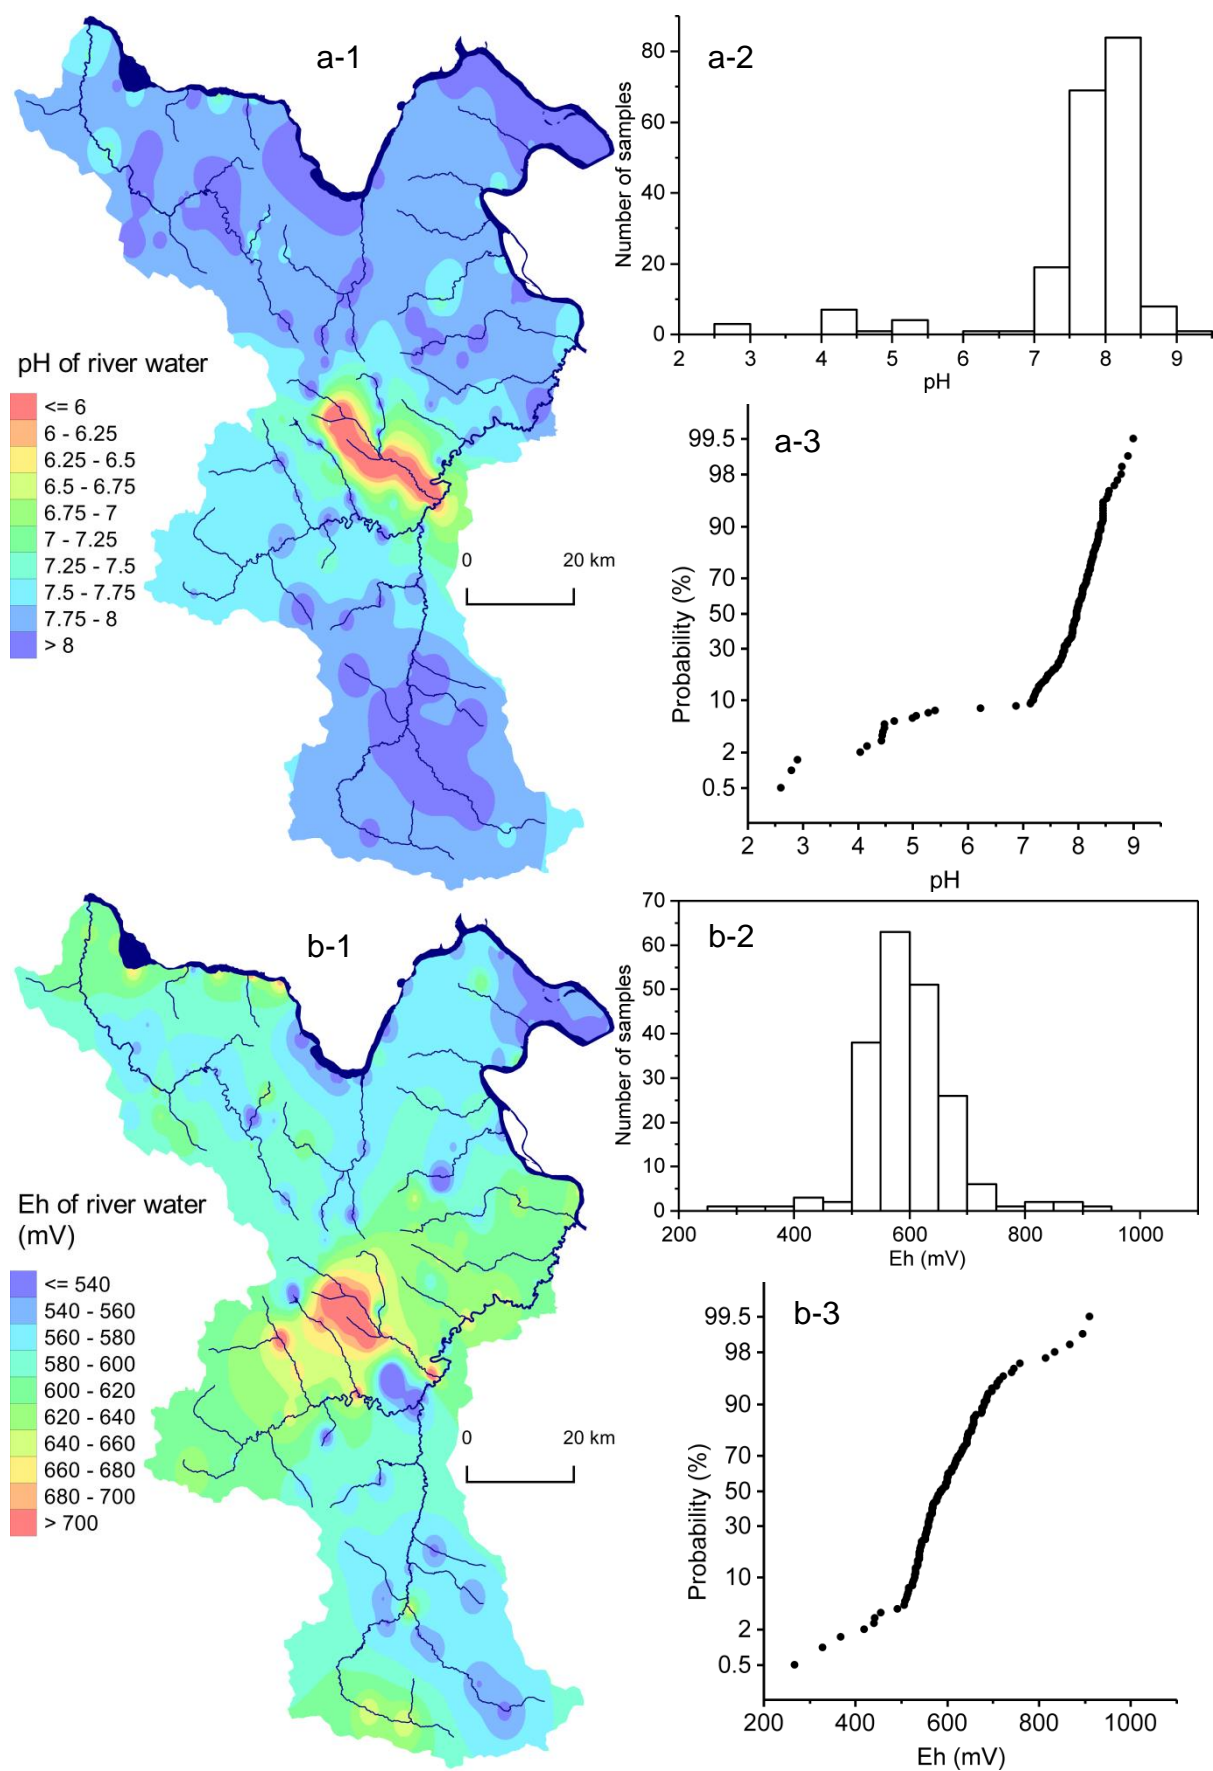 a-1
pH of river water
<= 6
6 - 6.25
6.25 - 6.5
6.5 - 6.75
6.75 - 7
7 - 7.25
7.25 - 7.5
7.5 - 7.75
7.75 - 8
> 8
0 20 km
a-2
Number of samples
80
60
40
20
0
2 3 4 5 6 7 8 9
pH
a-3
Probability (%)
99.5
98
90
70
50
30
10
2
0.5
2 3 4 5 6 7 8 9
pH
b-1
Eh of river water
(mV)
<= 540
540 - 560
560 - 580
580 - 600
600 - 620
620 - 640
640 - 660
660 - 680
680 - 700
> 700
0 20 km
b-2
Number of samples
70
60
50
40
30
20
10
0
200 400 600 800 1000
Eh (mV)
b-3
Probability (%)
99.5
98
90
70
50
30
10
2
0.5
200 400 600 800 1000
Eh (mV)